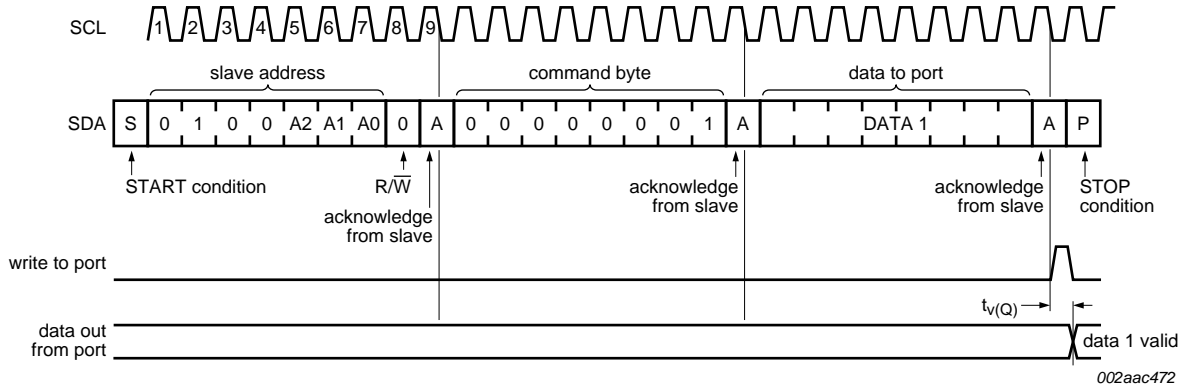 SCL 1 2 3 4 5 6 7 8 9
slave address command byte data to port
SDA S 0 1 0 0 A2 A1 A0 0 A 0 0 0 0 0 0 0 1 A DATA 1 A P
START condition R/W̅ acknowledge from slave acknowledge from slave acknowledge from slave STOP condition
write to port
tv(Q)
data out from port data 1 valid
002aac472